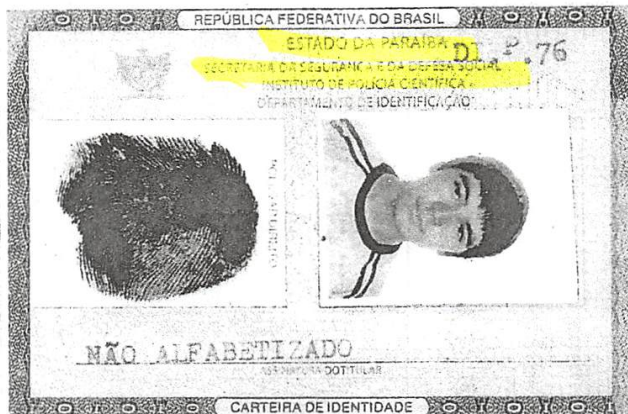 REPÚBLICA FEDERATIVA DO BRASIL
ESTADO DA PARAÍBA
.76
SECRETARIA DA SEGURANÇA E DA DEFESA SOCIAL
INSTITUTO DE POLÍCIA CIENTÍFICA
DEPARTAMENTO DE IDENTIFICAÇÃO
NÃO ALFABETIZADO
ASSINATURA DO TITULAR
CARTEIRA DE IDENTIDADE